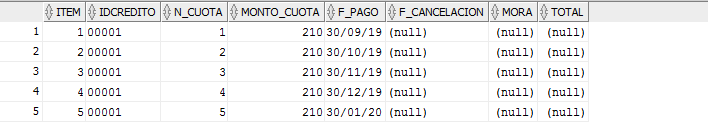 ITEM IDCREDITO N_CUOTA MONTO_CUOTA F_PAGO F_CANCELACION MORA TOTAL
1 1 00001 1 210 30/09/19 (null) (null) (null)
2 2 00001 2 210 30/10/19 (null) (null) (null)
3 3 00001 3 210 30/11/19 (null) (null) (null)
4 4 00001 4 210 30/12/19 (null) (null) (null)
5 5 00001 5 210 30/01/20 (null) (null) (null)